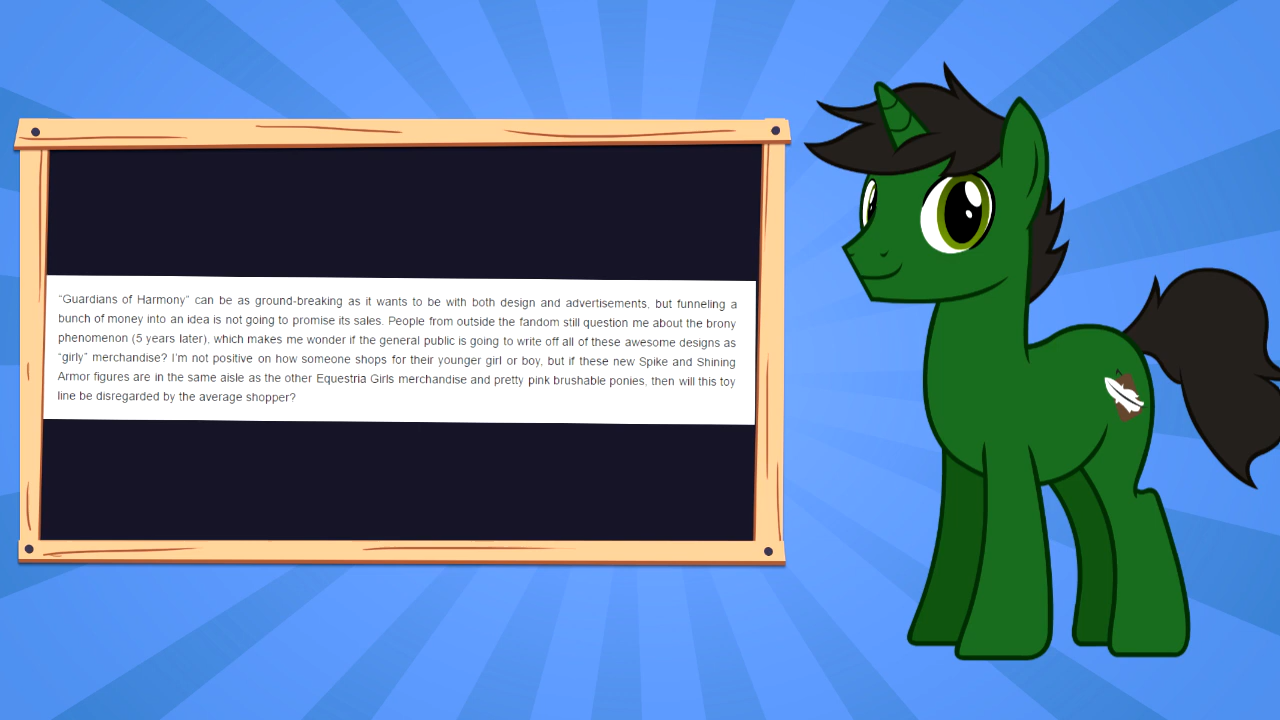 “Guardians of Harmony” can be as ground-breaking as it wants to be with both design and advertisements, but funneling a
bunch of money into an idea is not going to promise its sales. People from outside the fandom still question me about the brony
phenomenon (5 years later), which makes me wonder if the general public is going to write off all of these awesome designs as
“girly” merchandise? I’m not positive on how someone shops for their younger girl or boy, but if these new Spike and Shining
Armor figures are in the same aisle as the other Equestria Girls merchandise and pretty pink brushable ponies, then will this toy
line be disregarded by the average shopper?